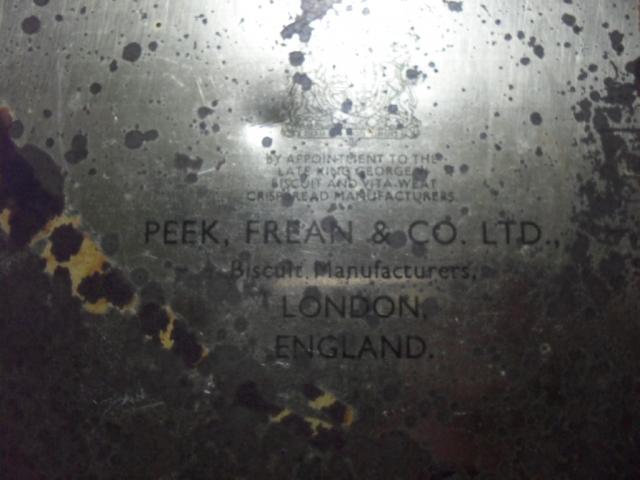 BY APPOINTMENT TO THE
LATE KING GEORGE
BISCUIT AND VITA-WEAT
CRISPBREAD MANUFACTURERS
PEEK, FREAN & CO. LTD.,
Biscuit Manufacturers,
LONDON,
ENGLAND.